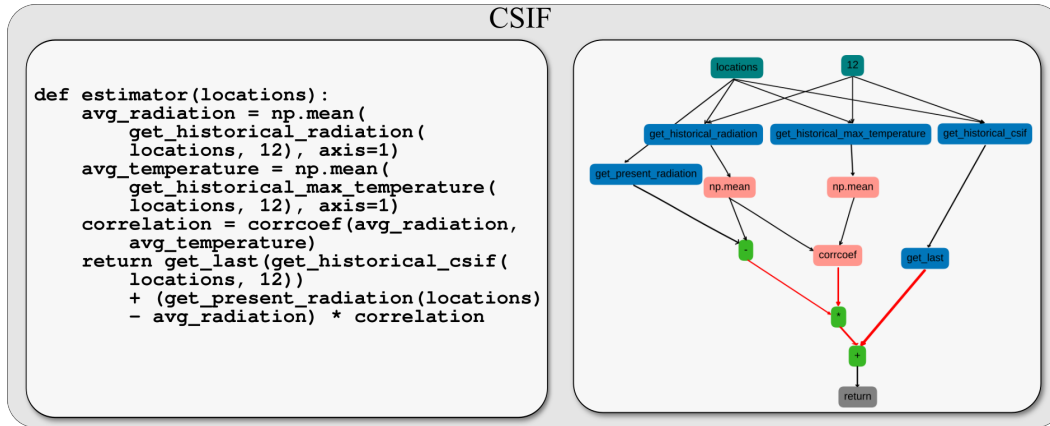 CSIF
def estimator(locations):
    avg_radiation = np.mean(
        get_historical_radiation(
        locations, 12), axis=1)
    avg_temperature = np.mean(
        get_historical_max_temperature(
        locations, 12), axis=1)
    correlation = corrcoef(avg_radiation,
        avg_temperature)
    return get_last(get_historical_csif(
        locations, 12))
        + (get_present_radiation(locations)
        - avg_radiation) * correlation
locations
12
get_historical_radiation
get_historical_max_temperature
get_historical_csif
get_present_radiation
np.mean
np.mean
-
corrcoef
get_last
*
+
return